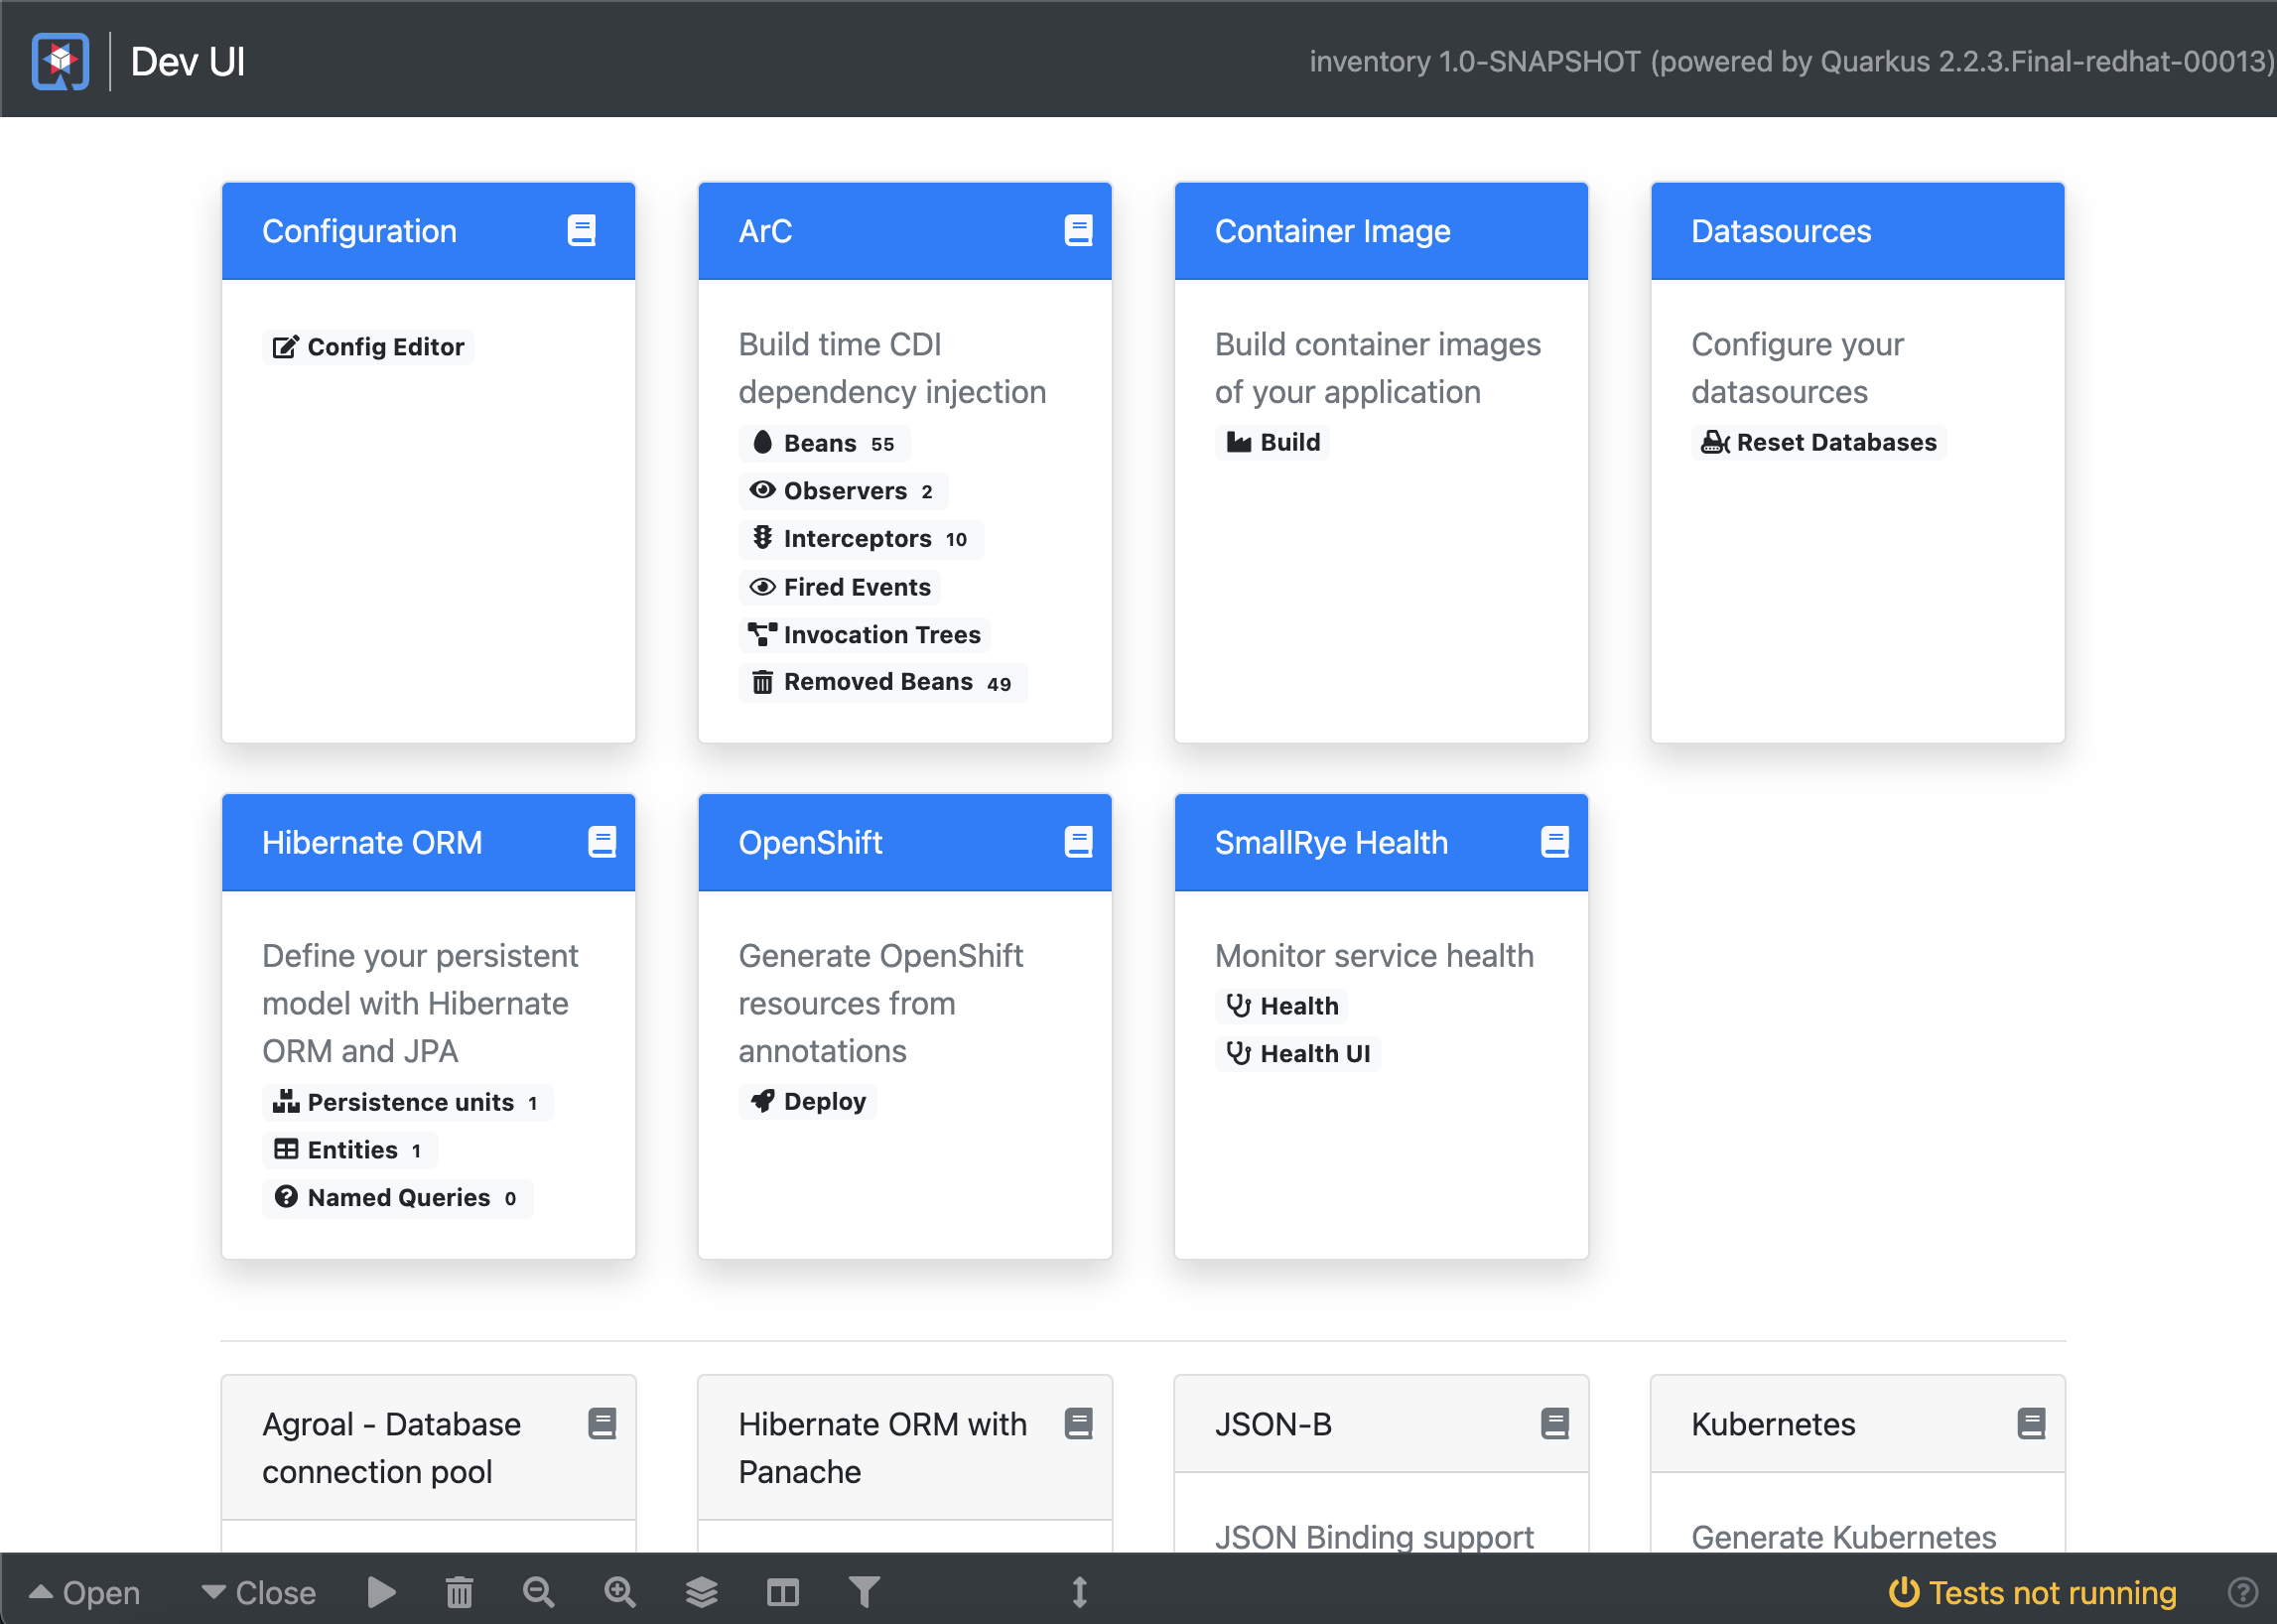 Dev UI
inventory 1.0-SNAPSHOT (powered by Quarkus 2.2.3.Final-redhat-00013)
Configuration
Config Editor
ArC
Build time CDI
dependency injection
Beans 55
Observers 2
Interceptors 10
Fired Events
Invocation Trees
Removed Beans 49
Container Image
Build container images
of your application
Build
Datasources
Configure your
datasources
Reset Databases
Hibernate ORM
Define your persistent
model with Hibernate
ORM and JPA
Persistence units 1
Entities 1
Named Queries 0
OpenShift
Generate OpenShift
resources from
annotations
Deploy
SmallRye Health
Monitor service health
Health
Health UI
Agroal - Database
connection pool
Hibernate ORM with
Panache
JSON-B
JSON Binding support
Kubernetes
Generate Kubernetes
Open
Close
Tests not running